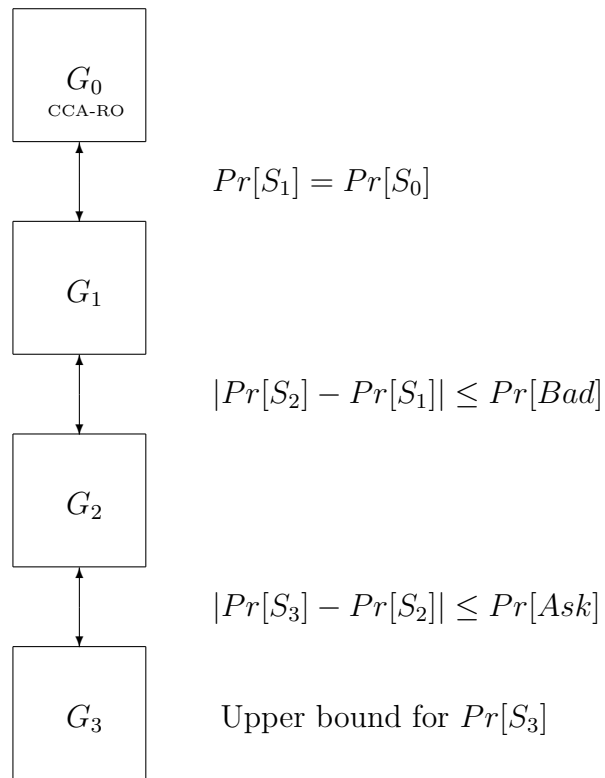 G₀
CCA-RO
Pr[S₁] = Pr[S₀]
G₁
|Pr[S₂] − Pr[S₁]| ≤ Pr[Bad]
G₂
|Pr[S₃] − Pr[S₂]| ≤ Pr[Ask]
G₃
Upper bound for Pr[S₃]